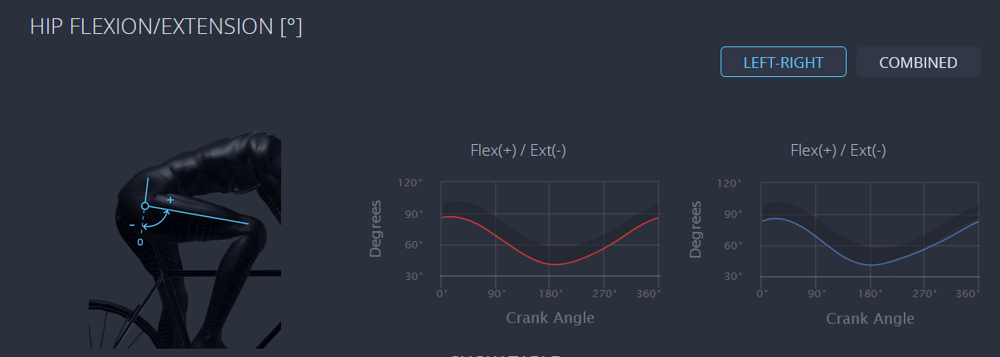 HIP FLEXION/EXTENSION [°]
LEFT-RIGHT
COMBINED
+
-
0
Flex(+) / Ext(-)
Degrees
120°
90°
60°
30°
0°
90°
180°
270°
360°
Crank Angle
Flex(+) / Ext(-)
Degrees
120°
90°
60°
30°
0°
90°
180°
270°
360°
Crank Angle